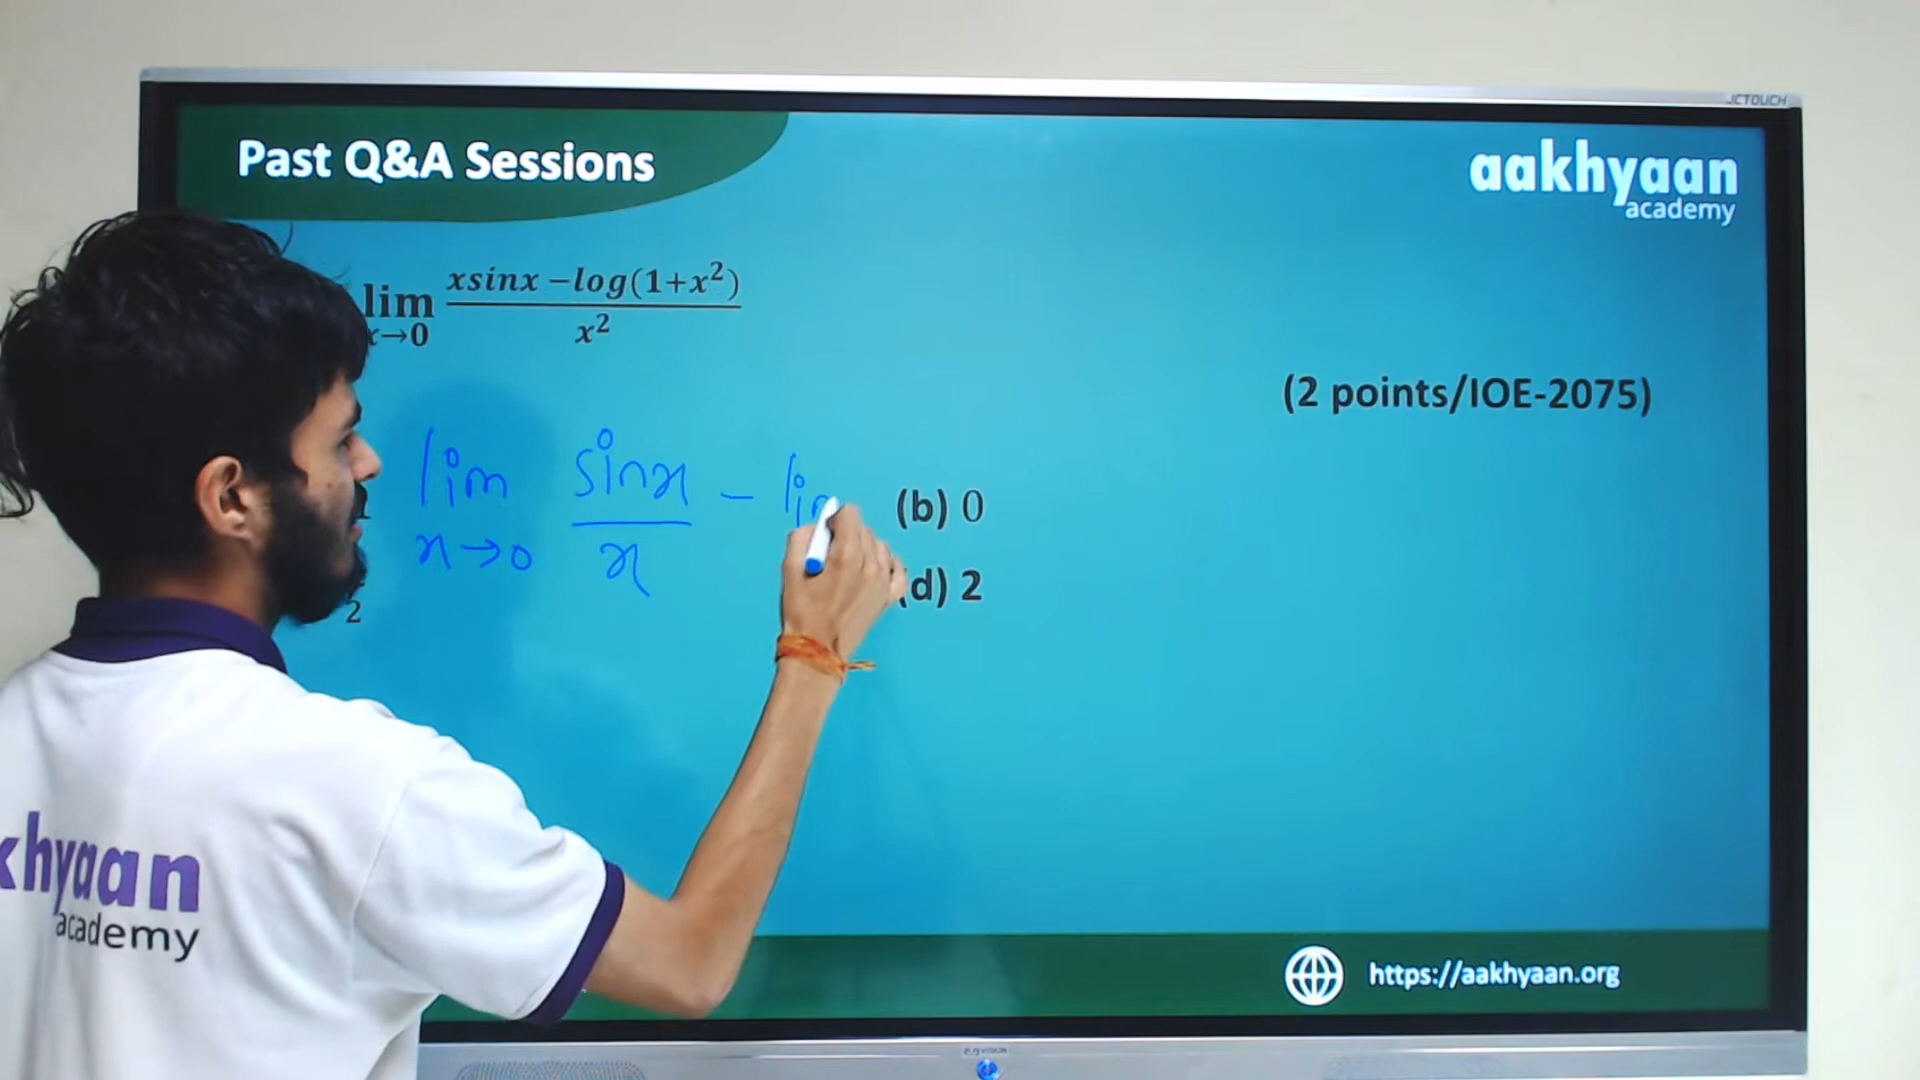 JCTOUCH
Past Q&A Sessions
aakhyaan
academy
lim x→0 xsinx −log(1+x²) / x²
(2 points/IOE-2075)
lim x→0 sinx / x − lim
(b) 0
(d) 2
2
khyaan
academy
https://aakhyaan.org